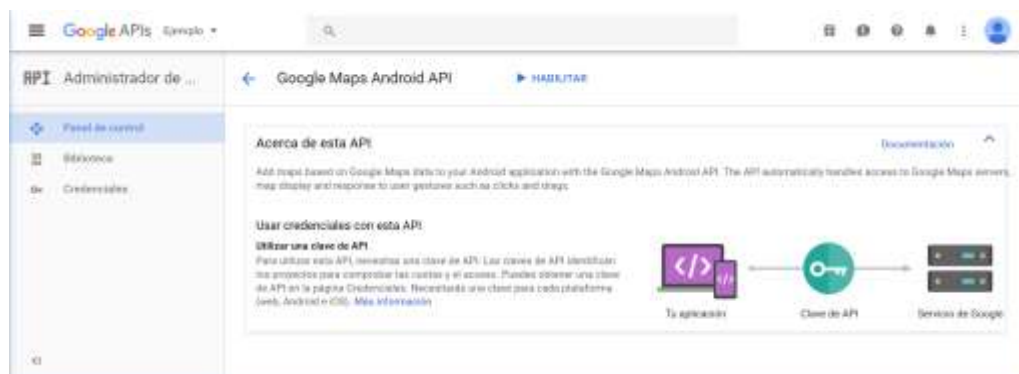 Google APIs Ejemplo
API Administrador de ...
Google Maps Android API
HABILITAR
Panel de control
Biblioteca
Credenciales
Acerca de esta API
Documentación
Add maps based on Google Maps data to your Android application with the Google Maps Android API. The API automatically handles access to Google Maps servers,
map display and response to user gestures such as clicks and drags.
Usar credenciales con esta API
Utilizar una clave de API
Para utilizar esta API, necesitas una clave de API. Las claves de API identifican
los proyectos para comprobar las cuotas y el acceso. Puedes obtener una clave
de API en la página Credenciales. Necesitarás una clave para cada plataforma
(web, Android e iOS). Más información
</>
</>
Tu aplicación
Clave de API
Servicio de Google